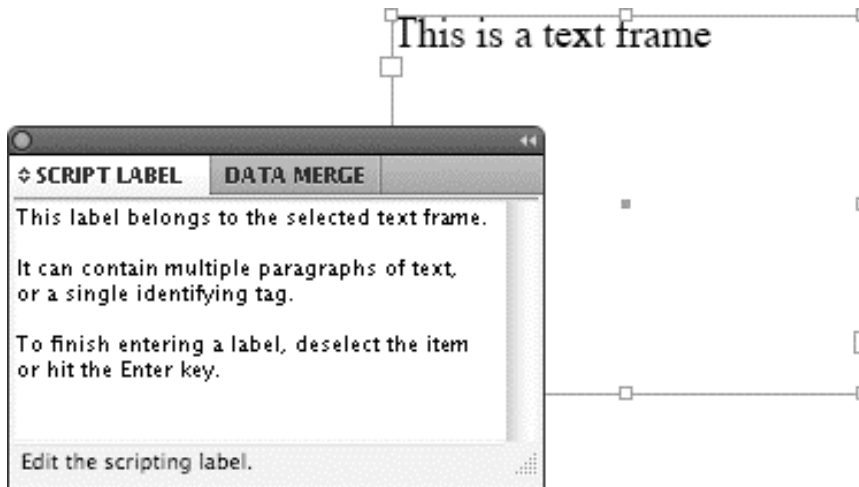 This is a text frame
SCRIPT LABEL
DATA MERGE
This label belongs to the selected text frame.
It can contain multiple paragraphs of text,
or a single identifying tag.
To finish entering a label, deselect the item
or hit the Enter key.
Edit the scripting label.